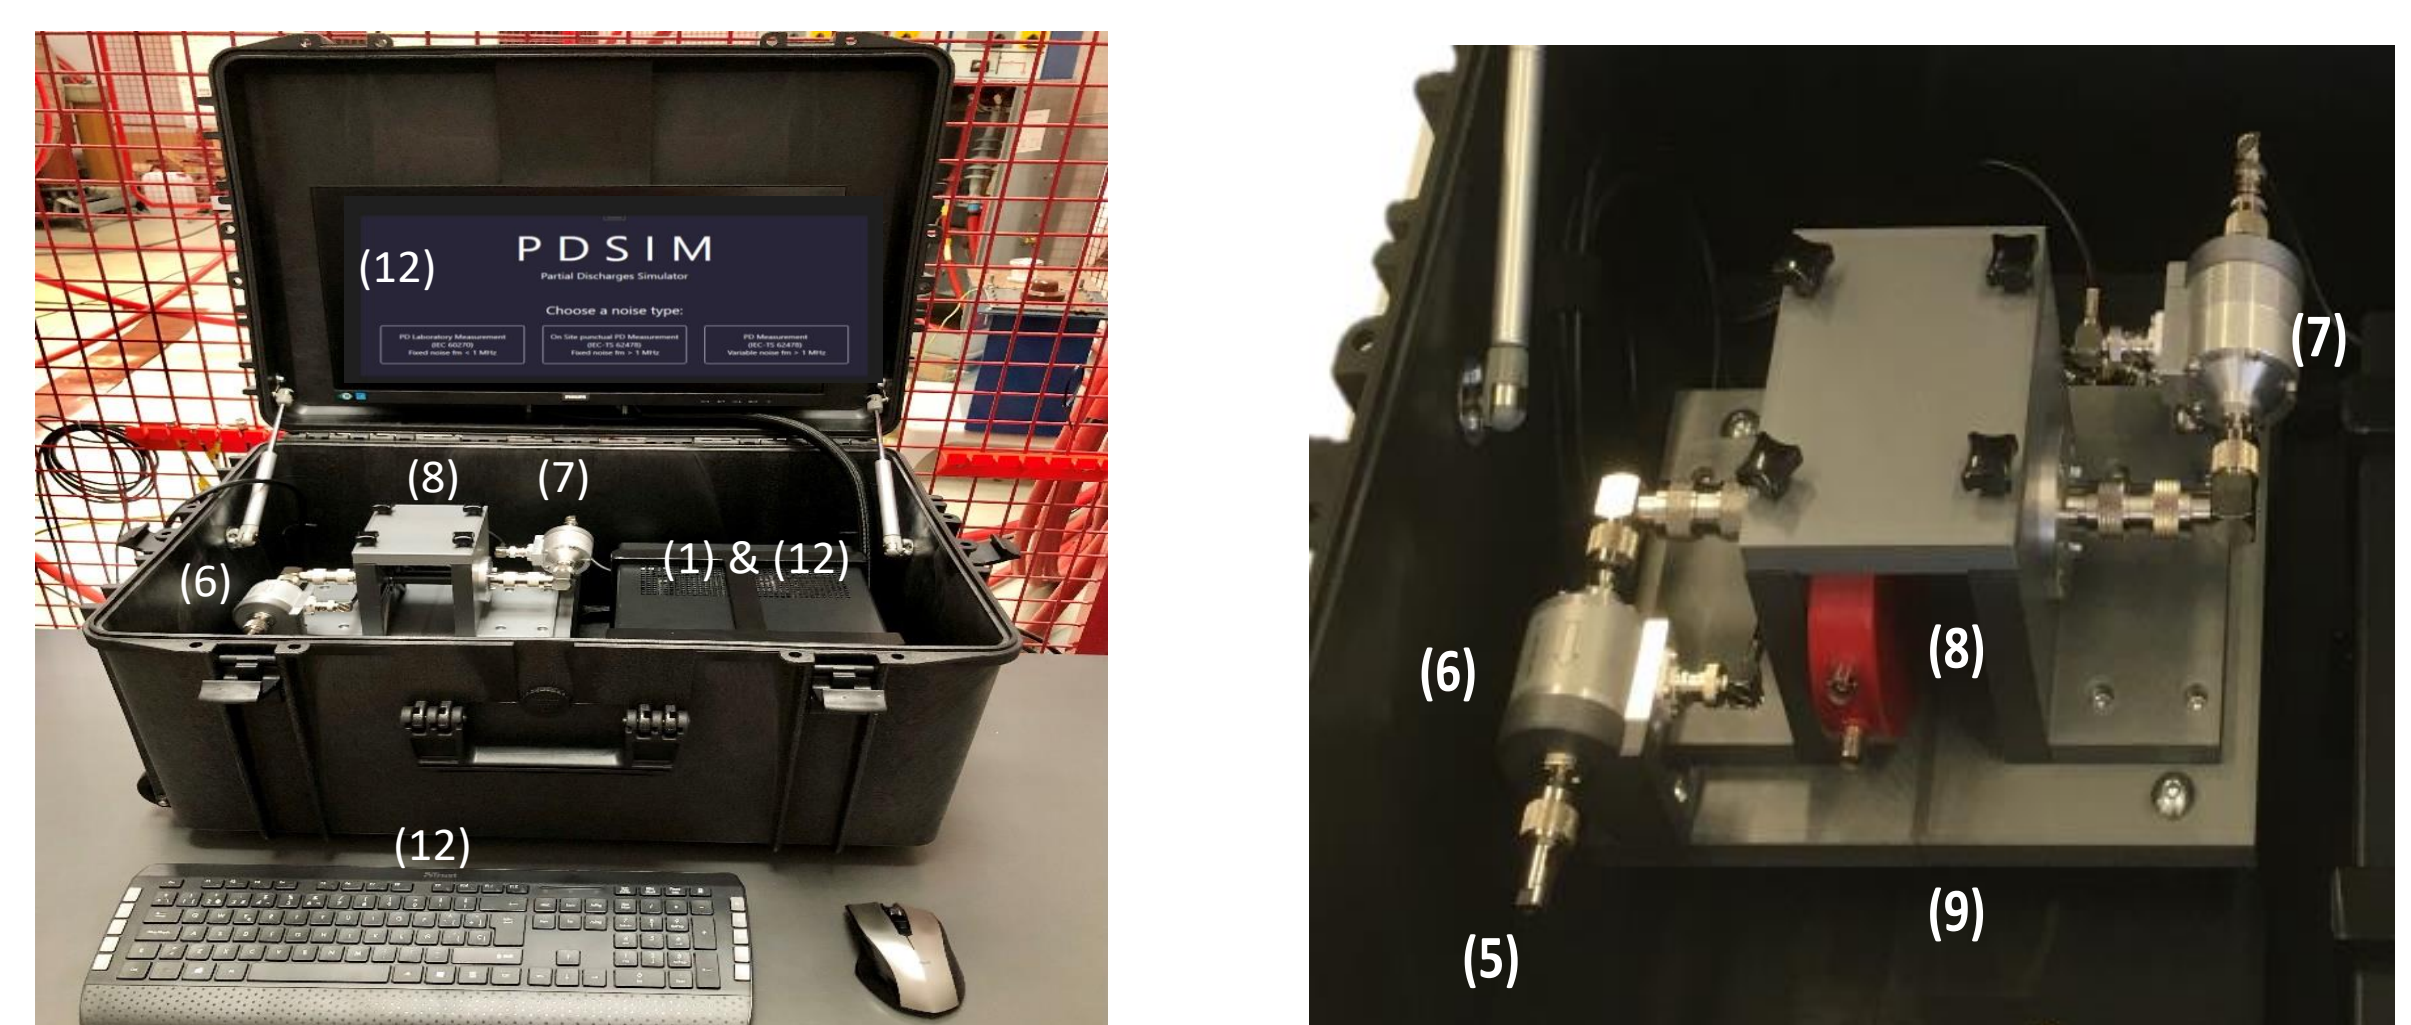 PDSIM
Partial Discharges Simulator
Choose a noise type:
PD Laboratory Measurement
(IEC 60270)
Fixed noise fm < 1 MHz
On Site punctual PD Measurement
(IEC-TS 62478)
Fixed noise fm > 1 MHz
PD Measurement
(IEC-TS 62478)
Variable noise fm > 1 MHz
(12)
PHILIPS
(8)
(7)
(6)
(1) & (12)
(12)
Trust
(7)
(6)
(8)
(9)
(5)